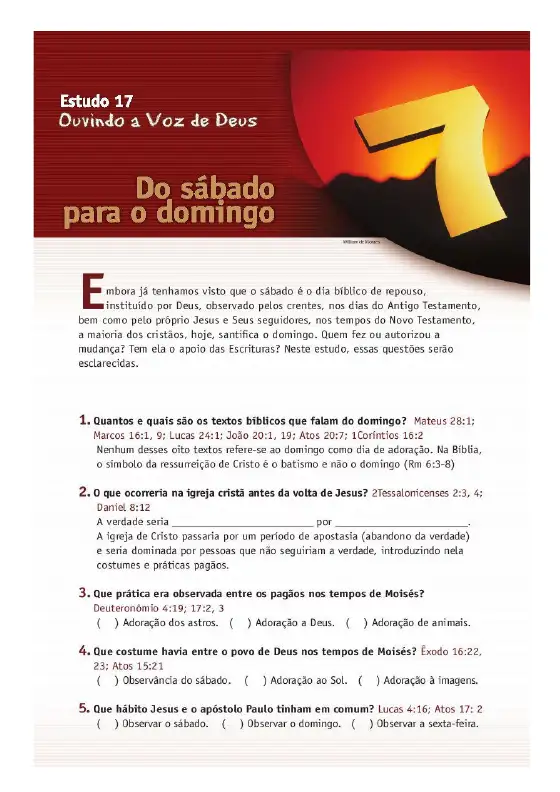 Estudo 17
Ouvindo a Voz de Deus
7
Do sábado
para o domingo
William de Moraes
Embora já tenhamos visto que o sábado é o dia bíblico de repouso,
instituído por Deus, observado pelos crentes, nos dias do Antigo Testamento,
bem como pelo próprio Jesus e Seus seguidores, nos tempos do Novo Testamento,
a maioria dos cristãos, hoje, santifica o domingo. Quem fez ou autorizou a
mudança? Tem ela o apoio das Escrituras? Neste estudo, essas questões serão
esclarecidas.
1. Quantos e quais são os textos bíblicos que falam do domingo? Mateus 28:1;
Marcos 16:1, 9; Lucas 24:1; João 20:1, 19; Atos 20:7; 1Coríntios 16:2
Nenhum desses oito textos refere-se ao domingo como dia de adoração. Na Bíblia,
o símbolo da ressurreição de Cristo é o batismo e não o domingo (Rm 6:3-8)
2. O que ocorreria na igreja cristã antes da volta de Jesus? 2Tessalonicenses 2:3, 4;
Daniel 8:12
A verdade seria ____________________________ por __________________________.
A igreja de Cristo passaria por um período de apostasia (abandono da verdade)
e seria dominada por pessoas que não seguiriam a verdade, introduzindo nela
costumes e práticas pagãos.
3. Que prática era observada entre os pagãos nos tempos de Moisés?
Deuteronômio 4:19; 17:2, 3
( ) Adoração dos astros. ( ) Adoração a Deus. ( ) Adoração de animais.
4. Que costume havia entre o povo de Deus nos tempos de Moisés? Êxodo 16:22,
23; Atos 15:21
( ) Observância do sábado. ( ) Adoração ao Sol. ( ) Adoração à imagens.
5. Que hábito Jesus e o apóstolo Paulo tinham em comum? Lucas 4:16; Atos 17: 2
( ) Observar o sábado. ( ) Observar o domingo. ( ) Observar a sexta-feira.